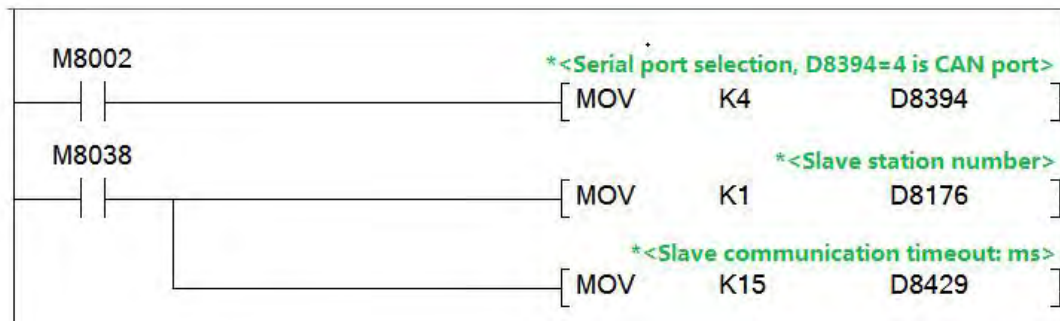 M8002
*<Serial port selection, D8394=4 is CAN port>
[ MOV K4 D8394 ]
M8038
*<Slave station number>
[ MOV K1 D8176 ]
*<Slave communication timeout: ms>
[ MOV K15 D8429 ]